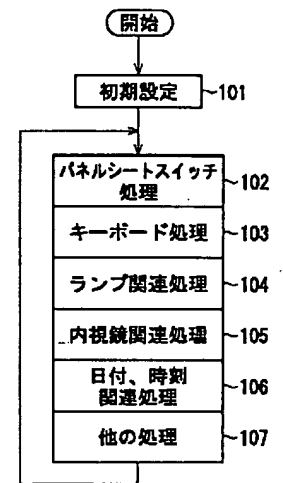 開始
初期設定 101
パネルシートスイッチ
処理 102
キーボード処理 103
ランプ関連処理 104
内視鏡関連処理 105
日付、時刻
関連処理 106
他の処理 107